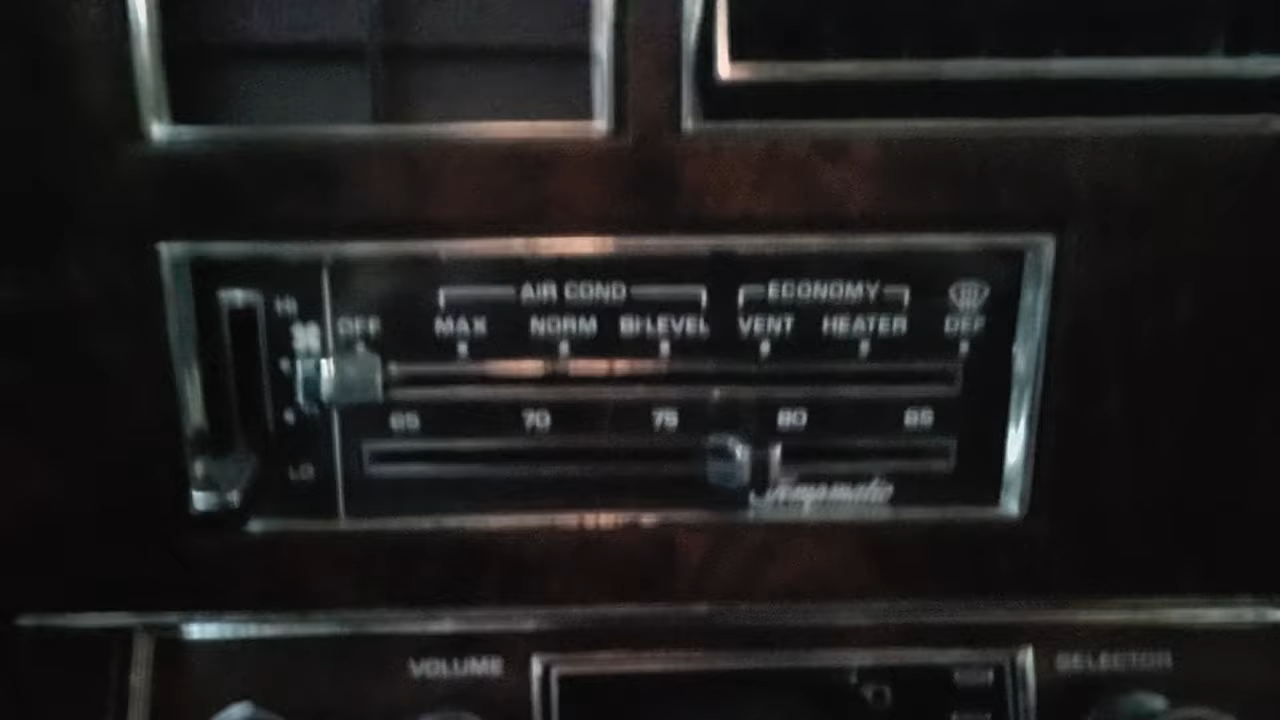 AIR COND ECONOMY
HI
OFF MAX NORM BI-LEVEL VENT HEATER DEF
65 70 75 80 85
LO
Tempmatic
VOLUME SELECTOR